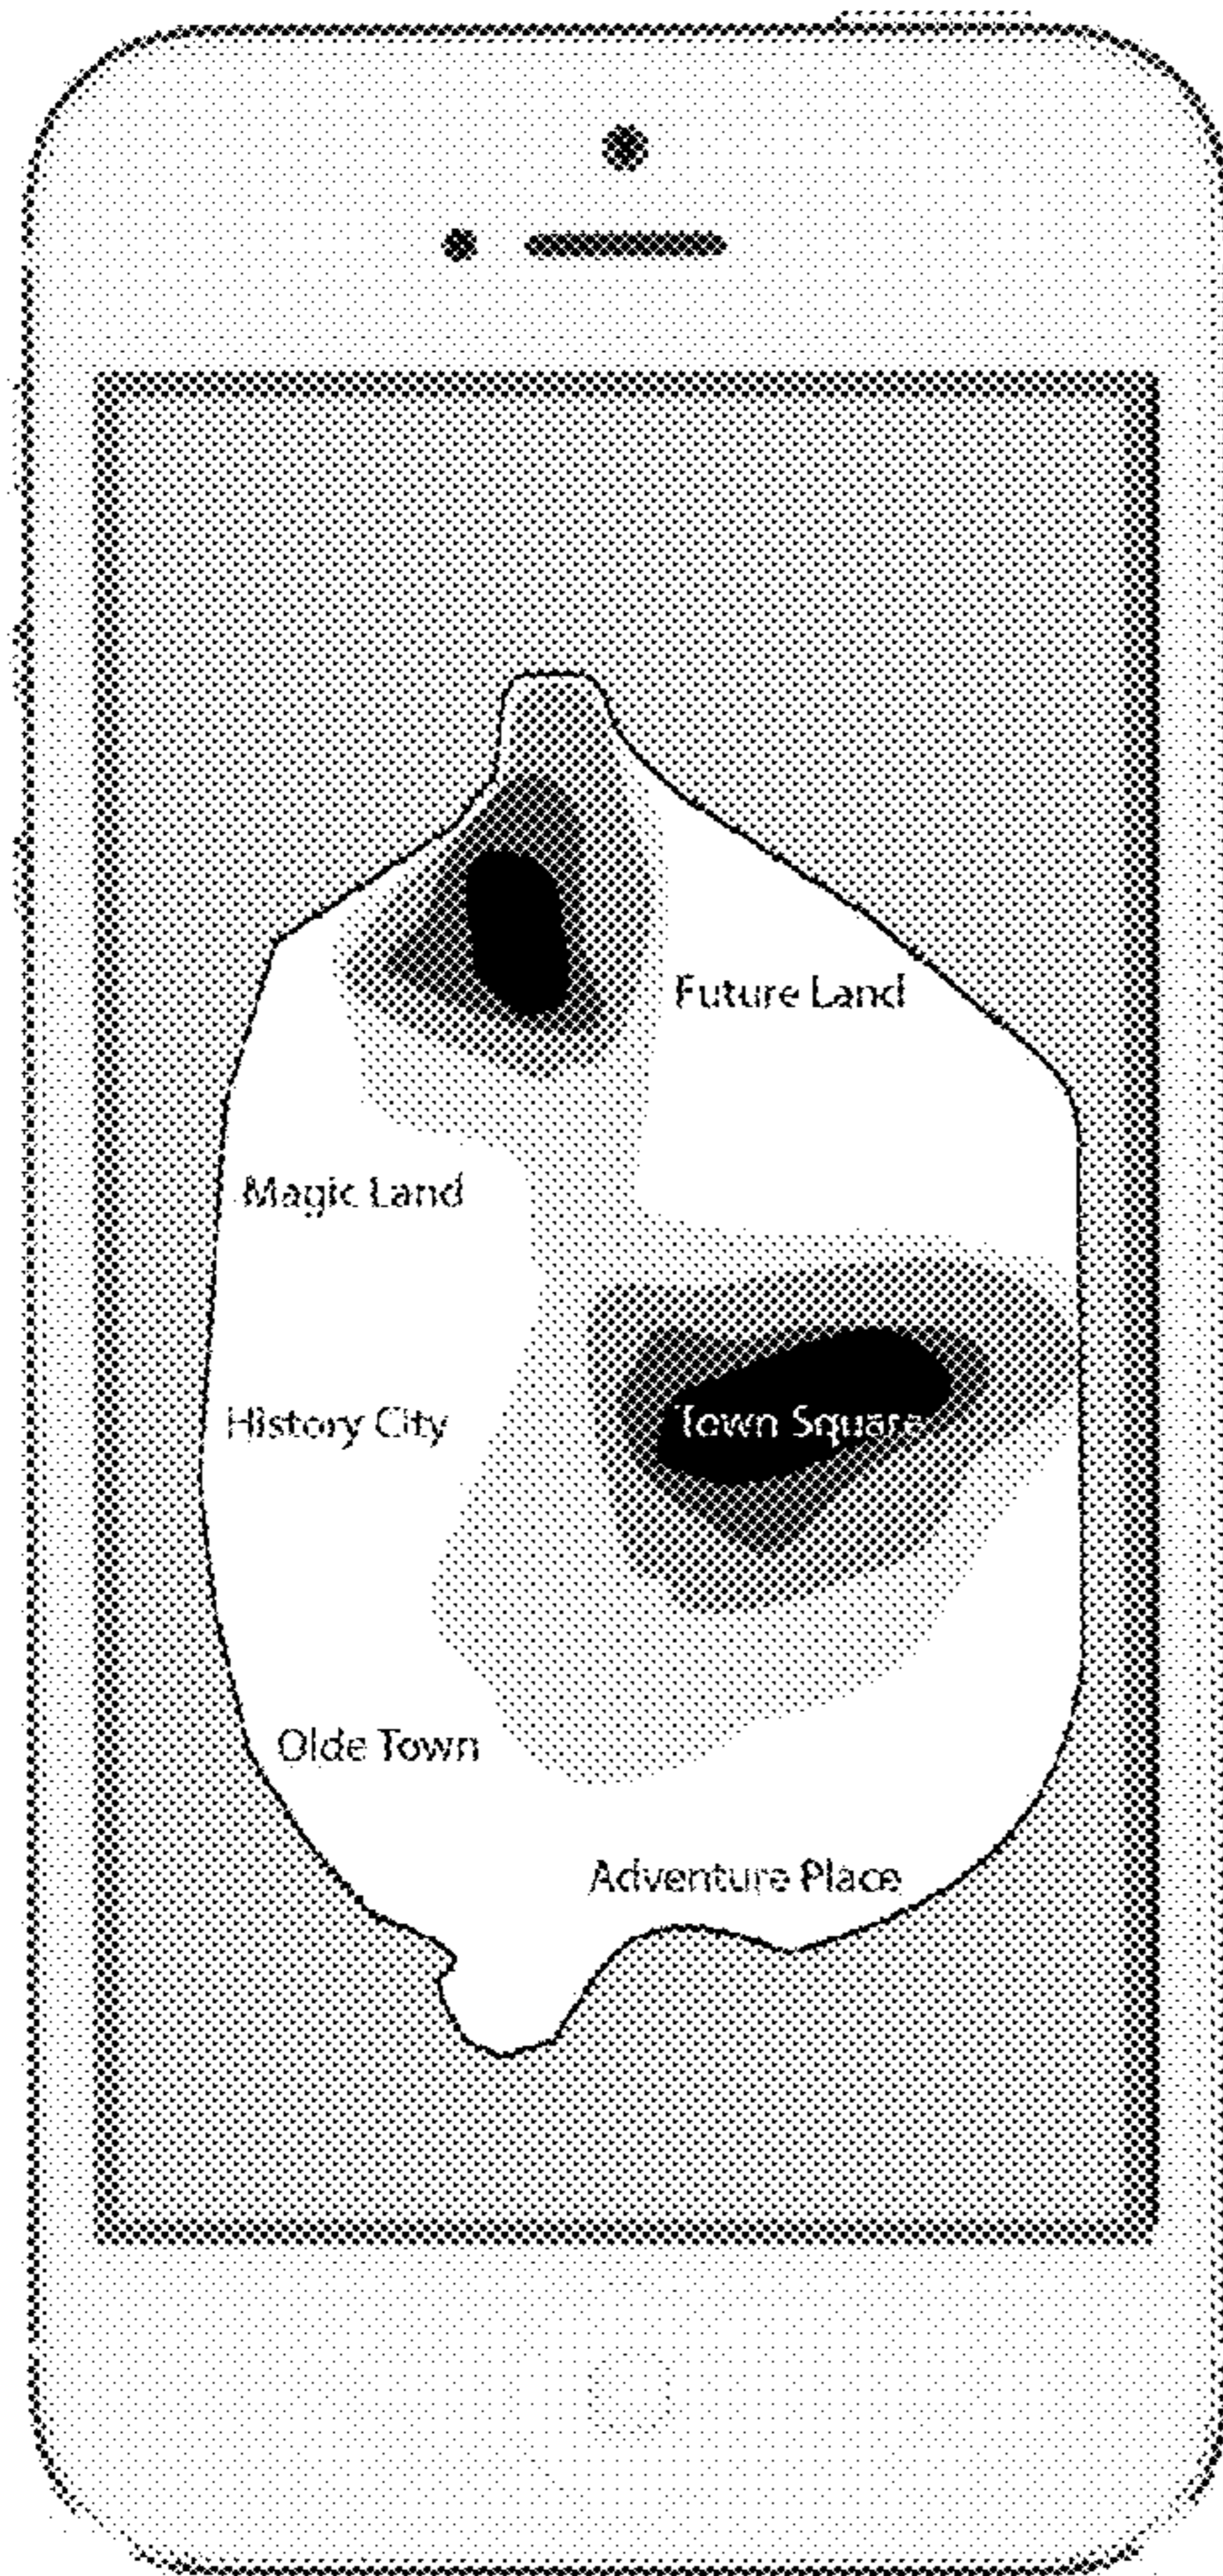 Future Land
Magic Land
History City
Town Square
Olde Town
Adventure Place